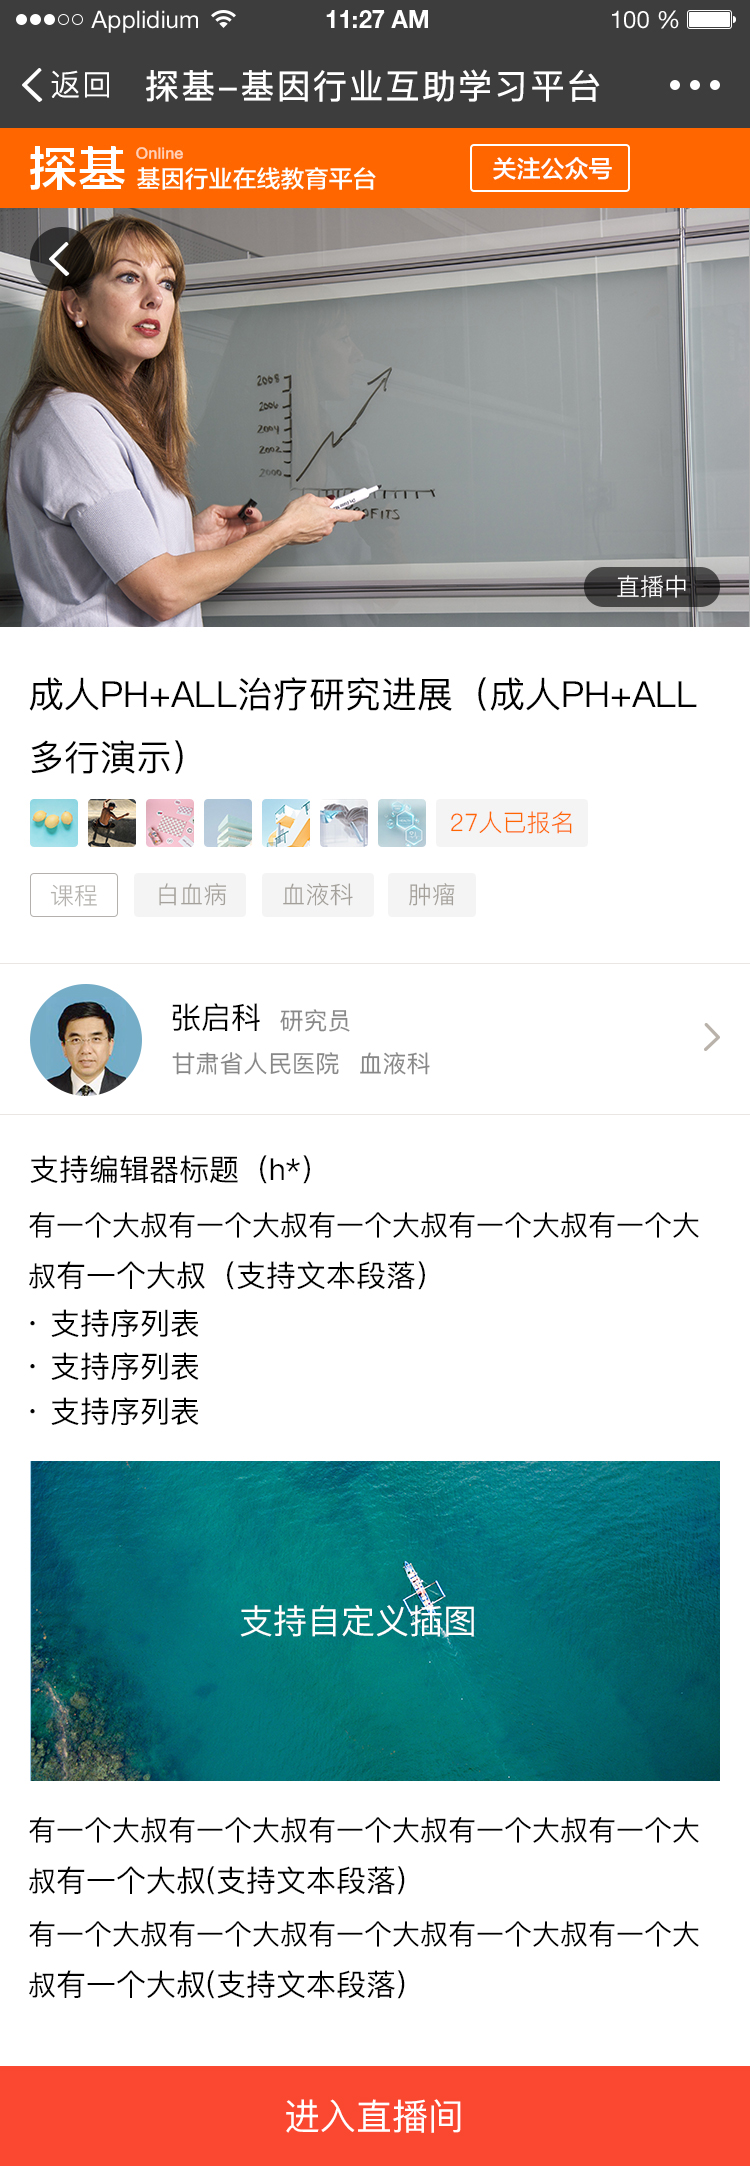 Applidium 11:27 AM 100 %
返回 探基–基因行业互助学习平台
探基 Online
基因行业在线教育平台
关注公众号
2008
2006
2004
2002
2000
直播中
成人PH+ALL治疗研究进展（成人PH+ALL
多行演示）
27人已报名
课程 白血病 血液科 肿瘤
张启科 研究员
甘肃省人民医院 血液科
支持编辑器标题（h*）
有一个大叔有一个大叔有一个大叔有一个大叔有一个大
叔有一个大叔（支持文本段落）
· 支持序列表
· 支持序列表
· 支持序列表
支持自定义插图
有一个大叔有一个大叔有一个大叔有一个大叔有一个大
叔有一个大叔(支持文本段落)
有一个大叔有一个大叔有一个大叔有一个大叔有一个大
叔有一个大叔(支持文本段落)
进入直播间